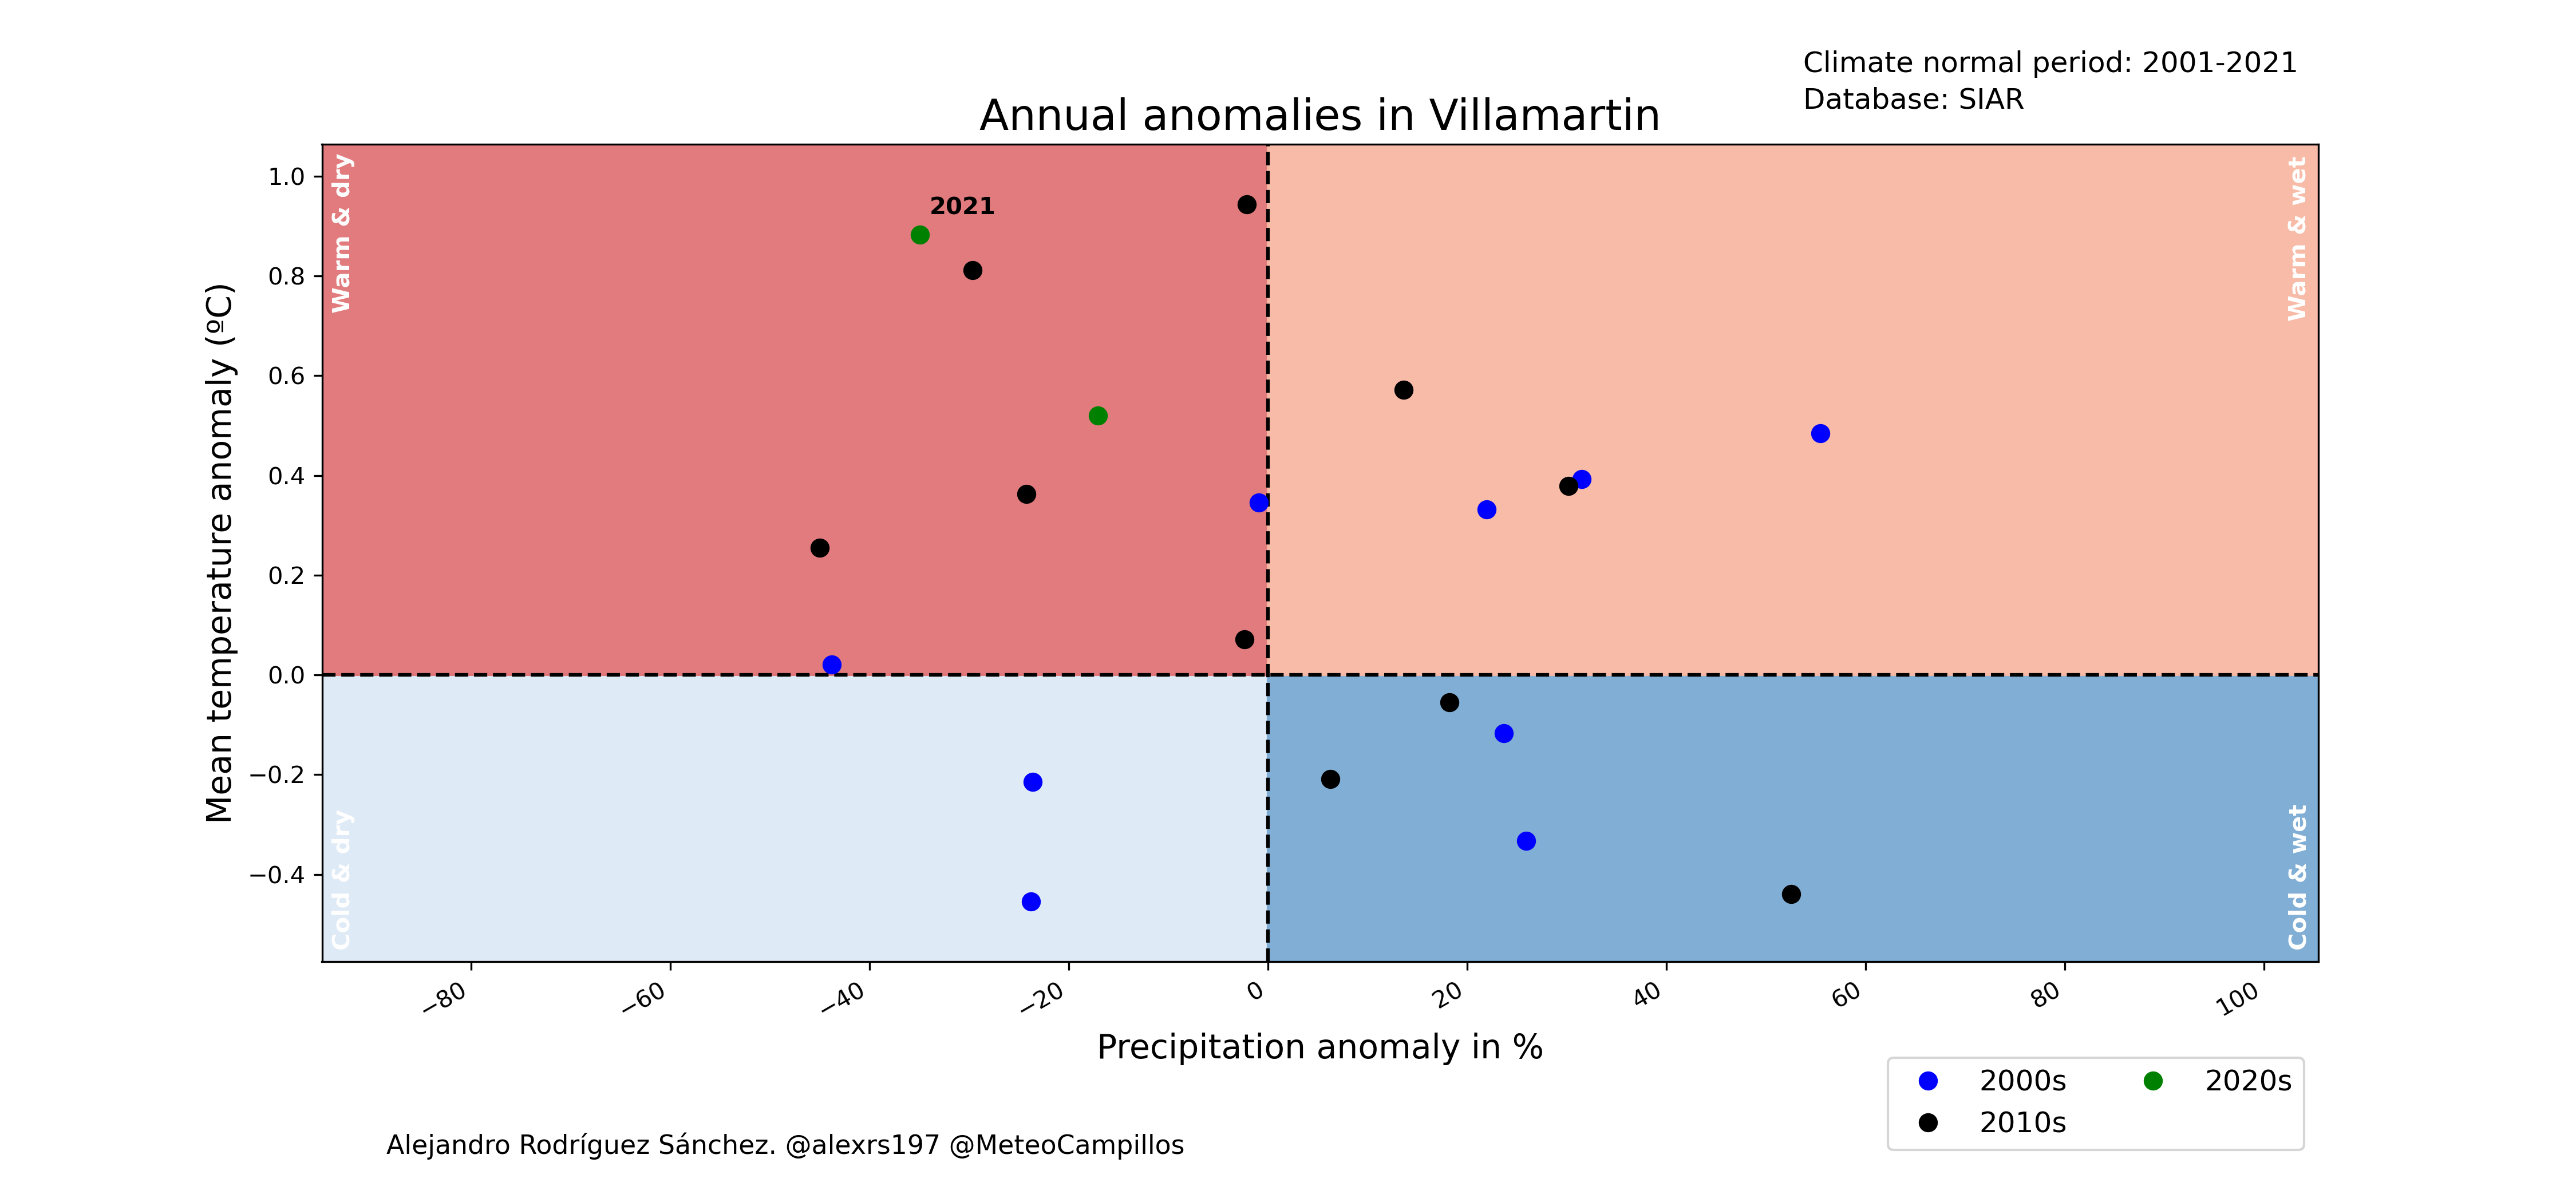 Climate normal period: 2001-2021
Database: SIAR
Annual anomalies in Villamartin
Warm & dry
Warm & wet
2021
Cold & dry
Cold & wet
Mean temperature anomaly (ºC)
1.0
0.8
0.6
0.4
0.2
0.0
−0.2
−0.4
−80
−60
−40
−20
0
20
40
60
80
100
Precipitation anomaly in %
2000s
2010s
2020s
Alejandro Rodríguez Sánchez. @alexrs197 @MeteoCampillos